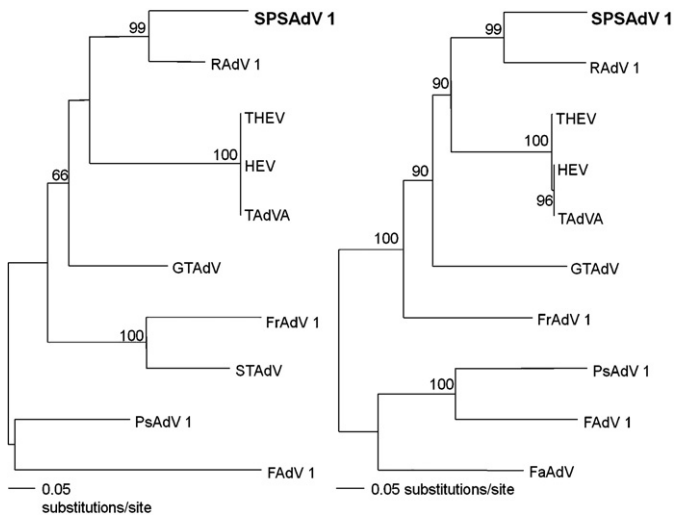 SPSAdV 1
99
RAdV 1
THEV
100
HEV
66
TAdVA
GTAdV
FrAdV 1
100
STAdV
PsAdV 1
FAdV 1
0.05
substitutions/site
SPSAdV 1
99
RAdV 1
90
THEV
100
HEV
90
96
TAdVA
100
GTAdV
FrAdV 1
PsAdV 1
100
FAdV 1
FaAdV
0.05 substitutions/site